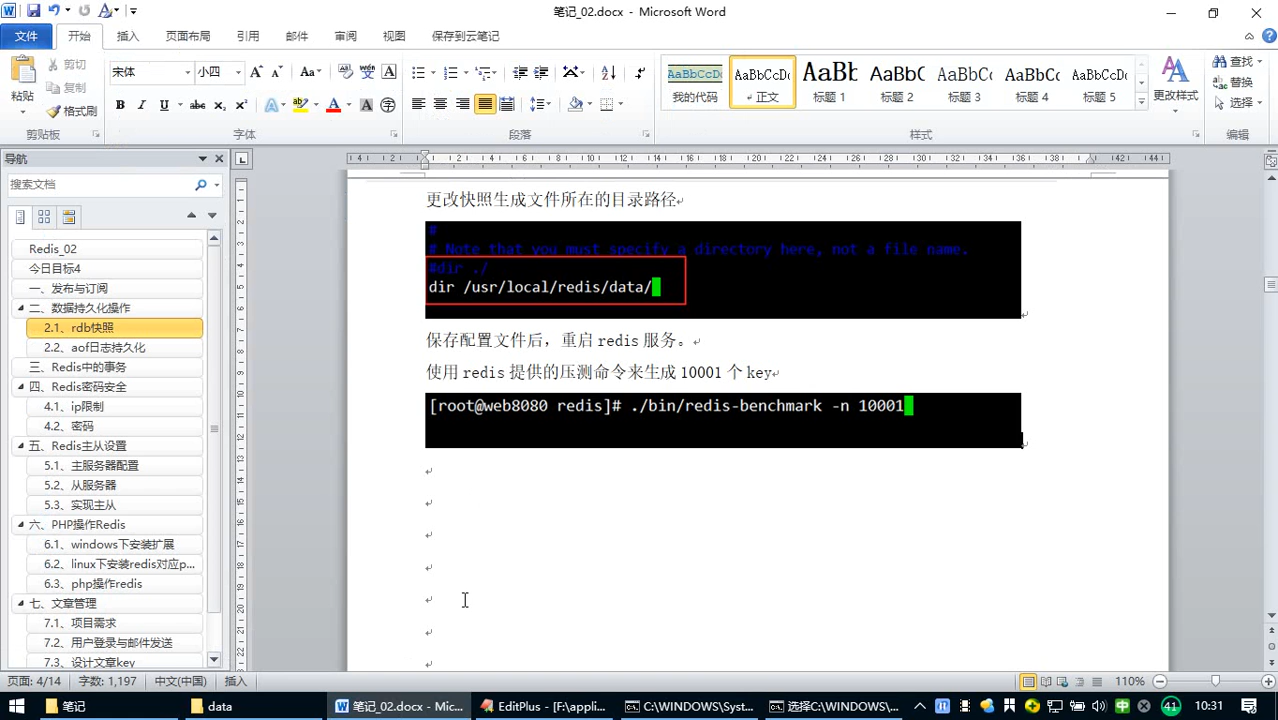 笔记_02.docx - Microsoft Word
文件 开始 插入 页面布局 引用 邮件 审阅 视图 保存到云笔记
粘贴 剪切 复制 格式刷
宋体 小四
AaBbCcDc 我的代码
AaBbCcDc 正文
AaBb 标题 1
AaBbC 标题 2
AaBbC 标题 3
AaBbC 标题 4
AaBbC 标题 5
更改样式 查找 替换 选择
剪贴板 字体 段落 样式 编辑
导航
搜索文档
Redis_02
今日目标4
一、发布与订阅
二、数据持久化操作
2.1、rdb快照
2.2、aof日志持久化
三、Redis中的事务
四、Redis密码安全
4.1、ip限制
4.2、密码
五、Redis主从设置
5.1、主服务器配置
5.2、从服务器
5.3、实现主从
六、PHP操作Redis
6.1、windows下安装扩展
6.2、linux下安装redis对应p...
6.3、php操作redis
七、文章管理
7.1、项目需求
7.2、用户登录与邮件发送
7.3、设计文章key
更改快照生成文件所在的目录路径
#
# Note that you must specify a directory here, not a file name.
#dir ./
dir /usr/local/redis/data/
保存配置文件后，重启 redis 服务。
使用 redis 提供的压测命令来生成 10001 个 key
[root@web8080 redis]# ./bin/redis-benchmark -n 10001
页面: 4/14 字数: 1,197 中文(中国) 插入 110%
笔记 data 笔记_02.docx - Mic... EditPlus - [F:\appli... C:\WINDOWS\Syst... 选择C:\WINDOWS\... 中 41 10:31